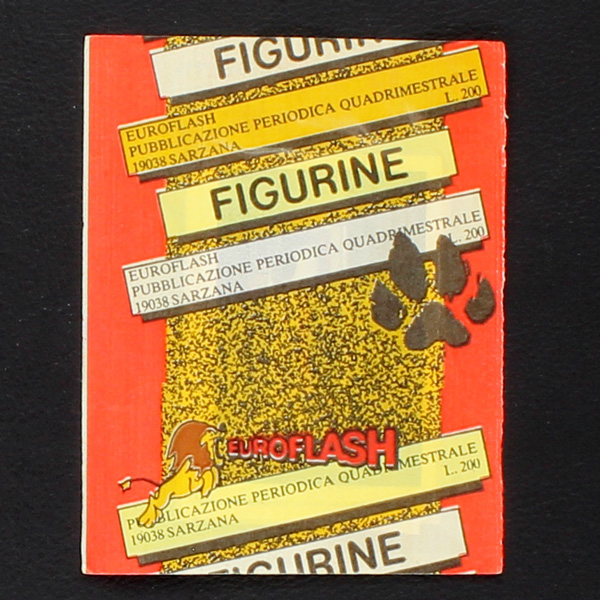 FIGURINE
EUROFLASH
PUBBLICAZIONE PERIODICA QUADRIMESTRALE
19038 SARZANA L. 200
FIGURINE
EUROFLASH
PUBBLICAZIONE PERIODICA QUADRIMESTRALE
19038 SARZANA L. 200
EUROFLASH
PUBBLICAZIONE PERIODICA QUADRIMESTRALE
19038 SARZANA L. 200
FIGURINE